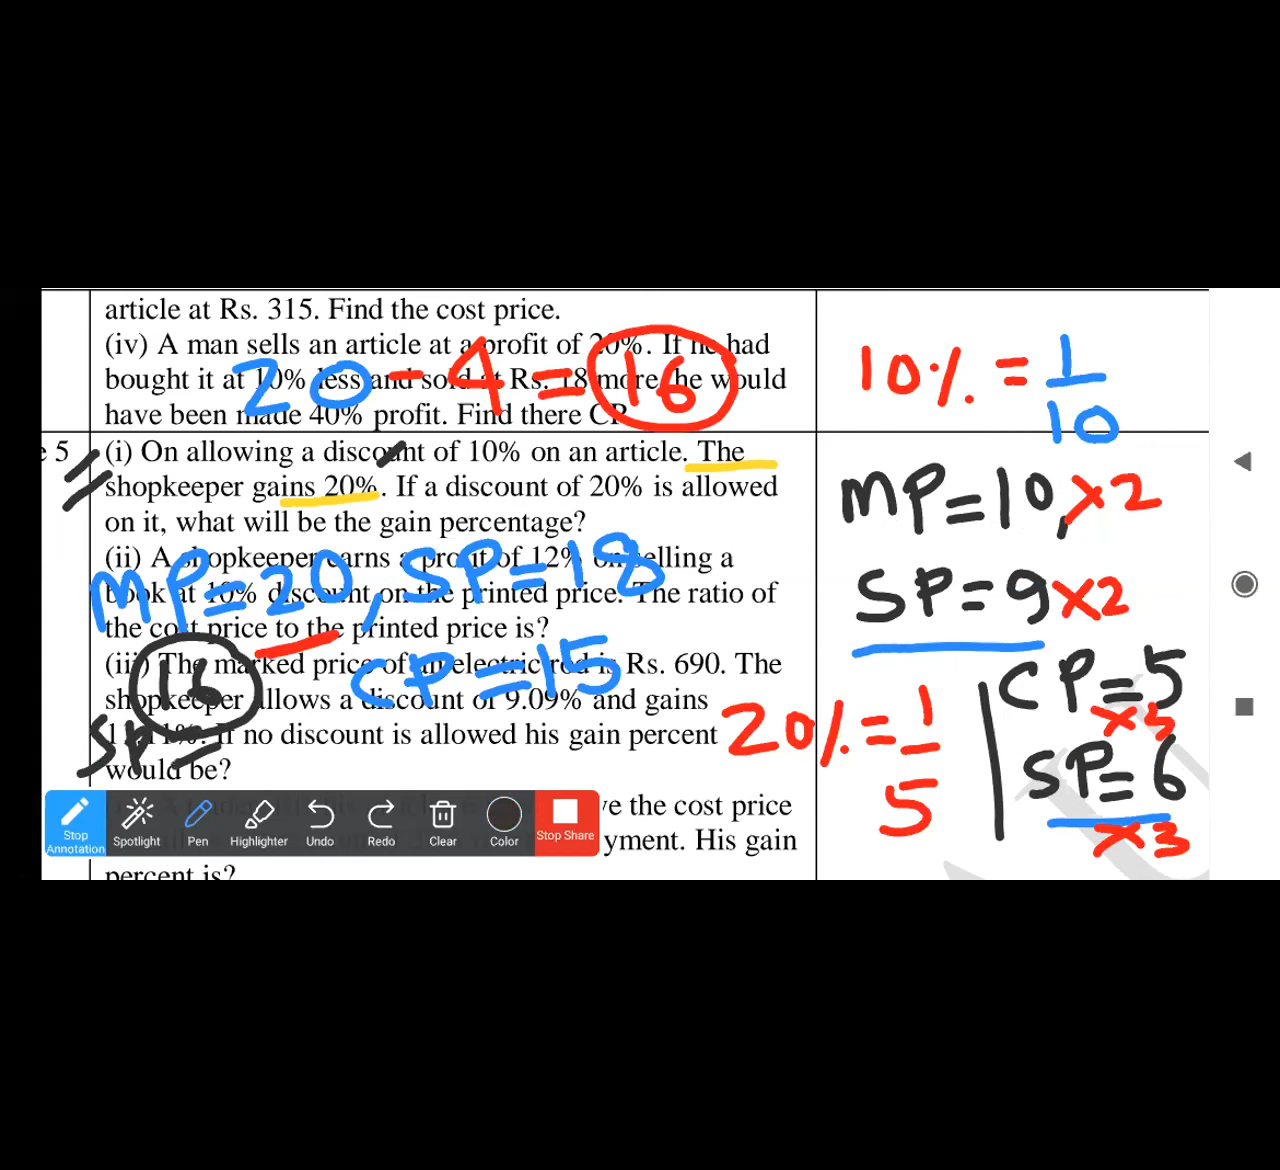 article at Rs. 315. Find the cost price.
(iv) A man sells an article at a profit of 20%. If he had
bought it at 10% less and sold at Rs. 18 more, he would
have been made 40% profit. Find there CP
20 - 4 = 16
10% = 1/10
5 (i) On allowing a discount of 10% on an article. The
shopkeeper gains 20%. If a discount of 20% is allowed
on it, what will be the gain percentage?
(ii) A shopkeeper earns a profit of 12% on selling a
book at 10% discount on the printed price. The ratio of
the cost price to the printed price is?
(iii) The marked price of an electric rod is Rs. 690. The
shopkeeper allows a discount of 9.09% and gains
If no discount is allowed his gain percent
would be?
MP=20, SP=18
CP=15
16
SP=
MP=10, ×2
SP=9×2
CP=5
×3
SP=6
×3
20%=1/5
ve the cost price
yment. His gain
percent is?
Stop Annotation
Spotlight
Pen
Highlighter
Undo
Redo
Clear
Color
Stop Share